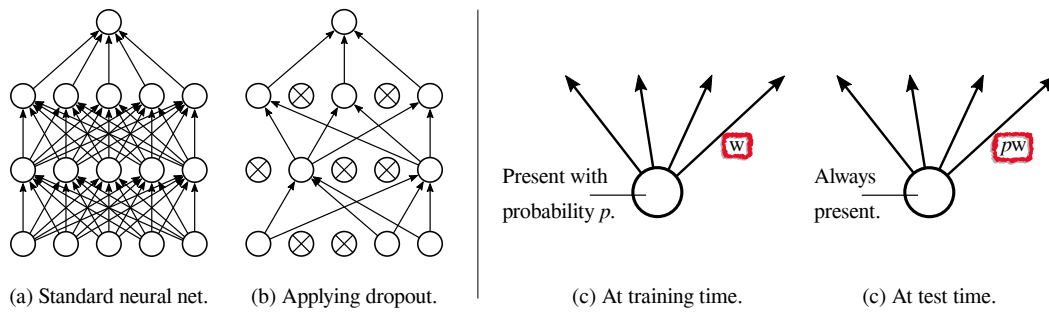 w
pw
Present with
probability p.
Always
present.
(a) Standard neural net.
(b) Applying dropout.
(c) At training time.
(c) At test time.